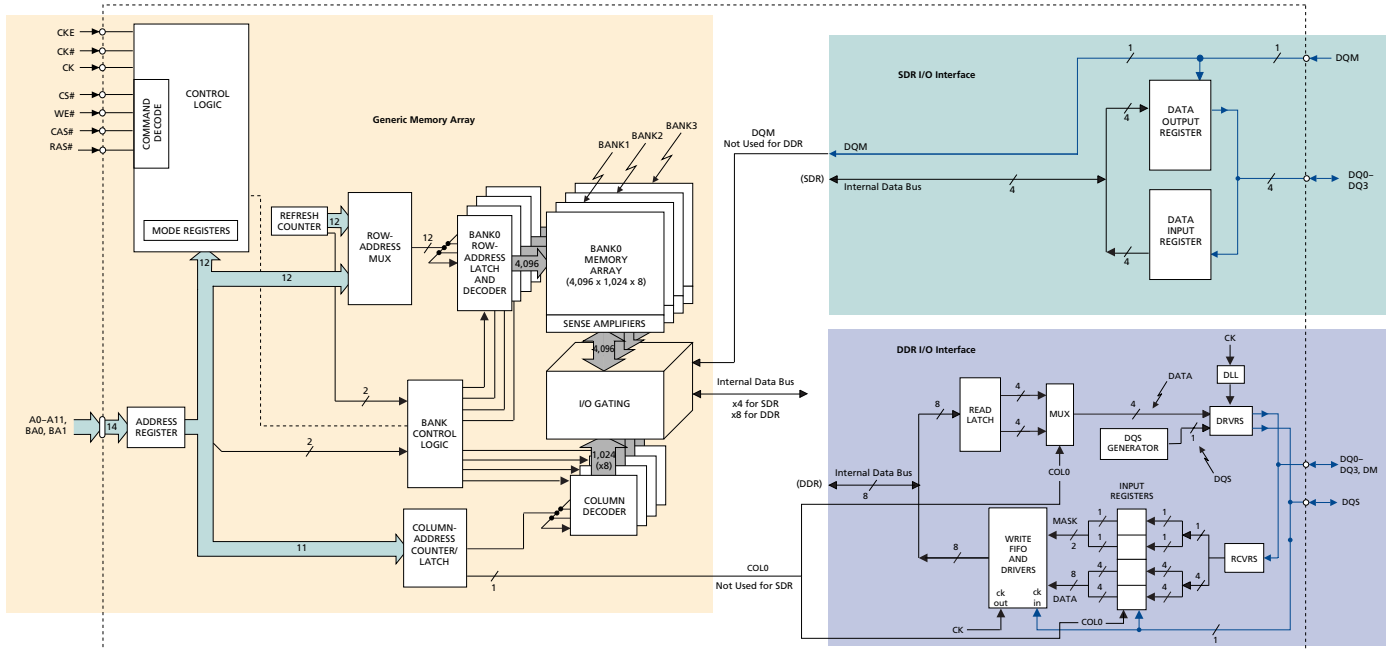 CKE
CK#
CK
CS#
WE#
CAS#
RAS#
COMMAND
DECODE
CONTROL
LOGIC
MODE REGISTERS
Generic Memory Array
BANK1
BANK2
BANK3
REFRESH
COUNTER
12
ROW-
ADDRESS
MUX
12
12
12
BANK0
ROW-
ADDRESS
LATCH
AND
DECODER
4,096
BANK0
MEMORY
ARRAY
(4,096 x 1,024 x 8)
SENSE AMPLIFIERS
4,096
I/O GATING
1,024
(x8)
COLUMN
DECODER
2
BANK
CONTROL
LOGIC
2
A0–A11,
BA0, BA1
14
ADDRESS
REGISTER
11
COLUMN-
ADDRESS
COUNTER/
LATCH
1
COL0
Not Used for SDR
DQM
Not Used for DDR
Internal Data Bus
x4 for SDR
x8 for DDR
SDR I/O Interface
1
1
DQM
DQM
DATA
OUTPUT
REGISTER
4
(SDR)
Internal Data Bus
4
4
DQ0–
DQ3
DATA
INPUT
REGISTER
4
DDR I/O Interface
CK
DLL
DATA
8
READ
LATCH
4
4
MUX
4
DRVRS
DQS
GENERATOR
1
DQS
COL0
(DDR)
Internal Data Bus
8
DQ0–
DQ3, DM
DQS
INPUT
REGISTERS
WRITE
FIFO
AND
DRIVERS
ck
out
ck
in
8
MASK
2
8
DATA
1
1
4
4
1
1
4
4
1
4
RCVRS
CK
COL0
1